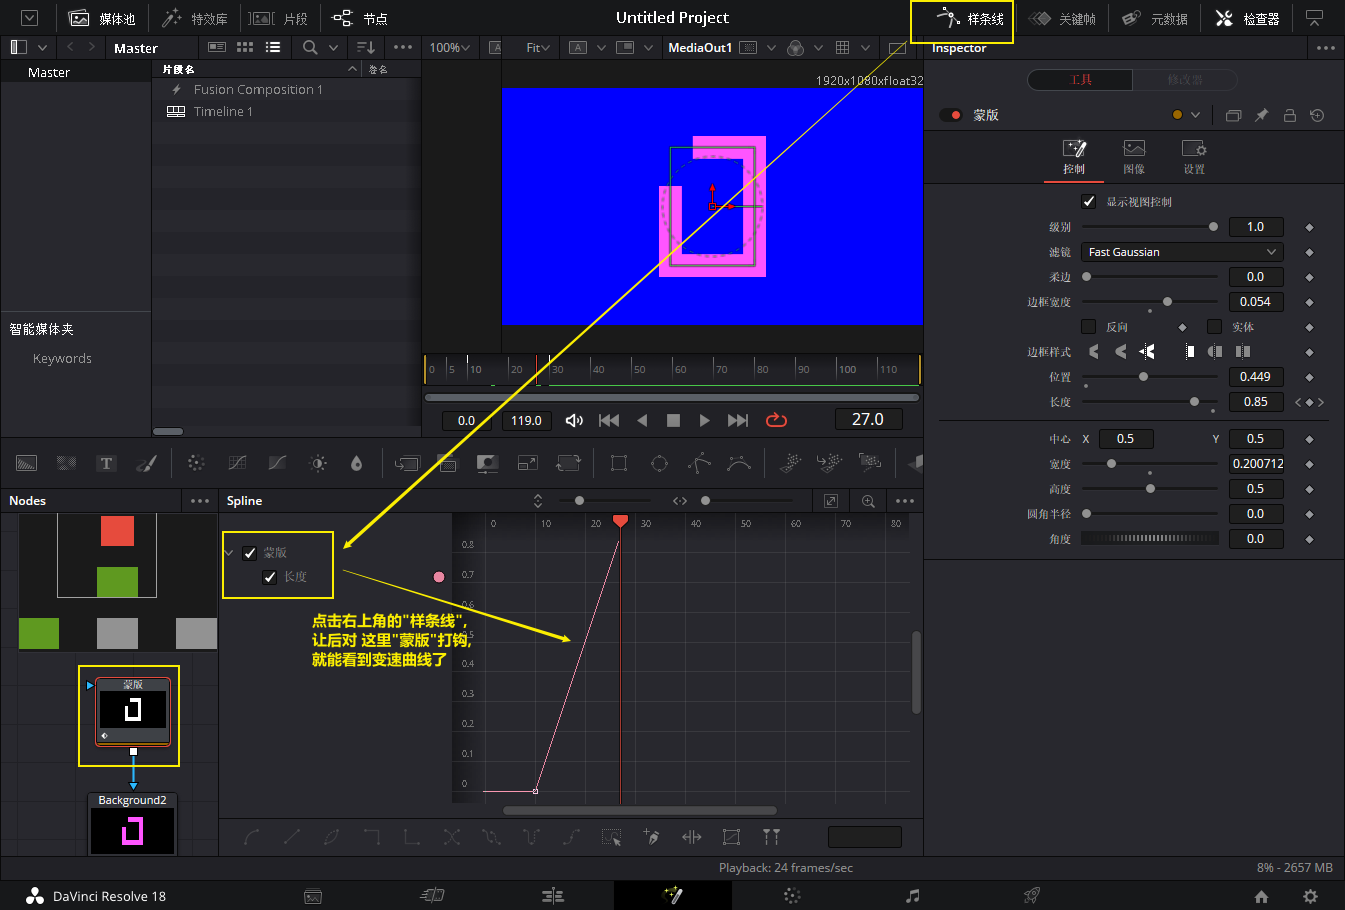 媒体池
特效库
片段
节点
Untitled Project
样条线
关键帧
元数据
检查器
Master
100%
Fit
MediaOut1
Inspector
Master
片段名
卷名
Fusion Composition 1
Timeline 1
智能媒体夹
Keywords
1920x1080xfloat32
0 5 10 20 30 40 50 60 70 80 90 100 110
0.0
119.0
27.0
工具
修改器
蒙版
控制
图像
设置
显示视图控制
级别 1.0
滤镜 Fast Gaussian
柔边 0.0
边框宽度 0.054
反向 实体
边框样式
位置 0.449
长度 0.85
中心 X 0.5 Y 0.5
宽度 0.200712
高度 0.5
圆角半径 0.0
角度 0.0
Nodes
Spline
0 10 20 30 40 50 60 70 80
0.8
0.7
0.6
0.5
0.4
0.3
0.2
0.1
0
蒙版
长度
点击右上角的"样条线",
让后对 这里"蒙版"打钩,
就能看到变速曲线了
蒙版
Background2
Playback: 24 frames/sec
8% - 2657 MB
DaVinci Resolve 18